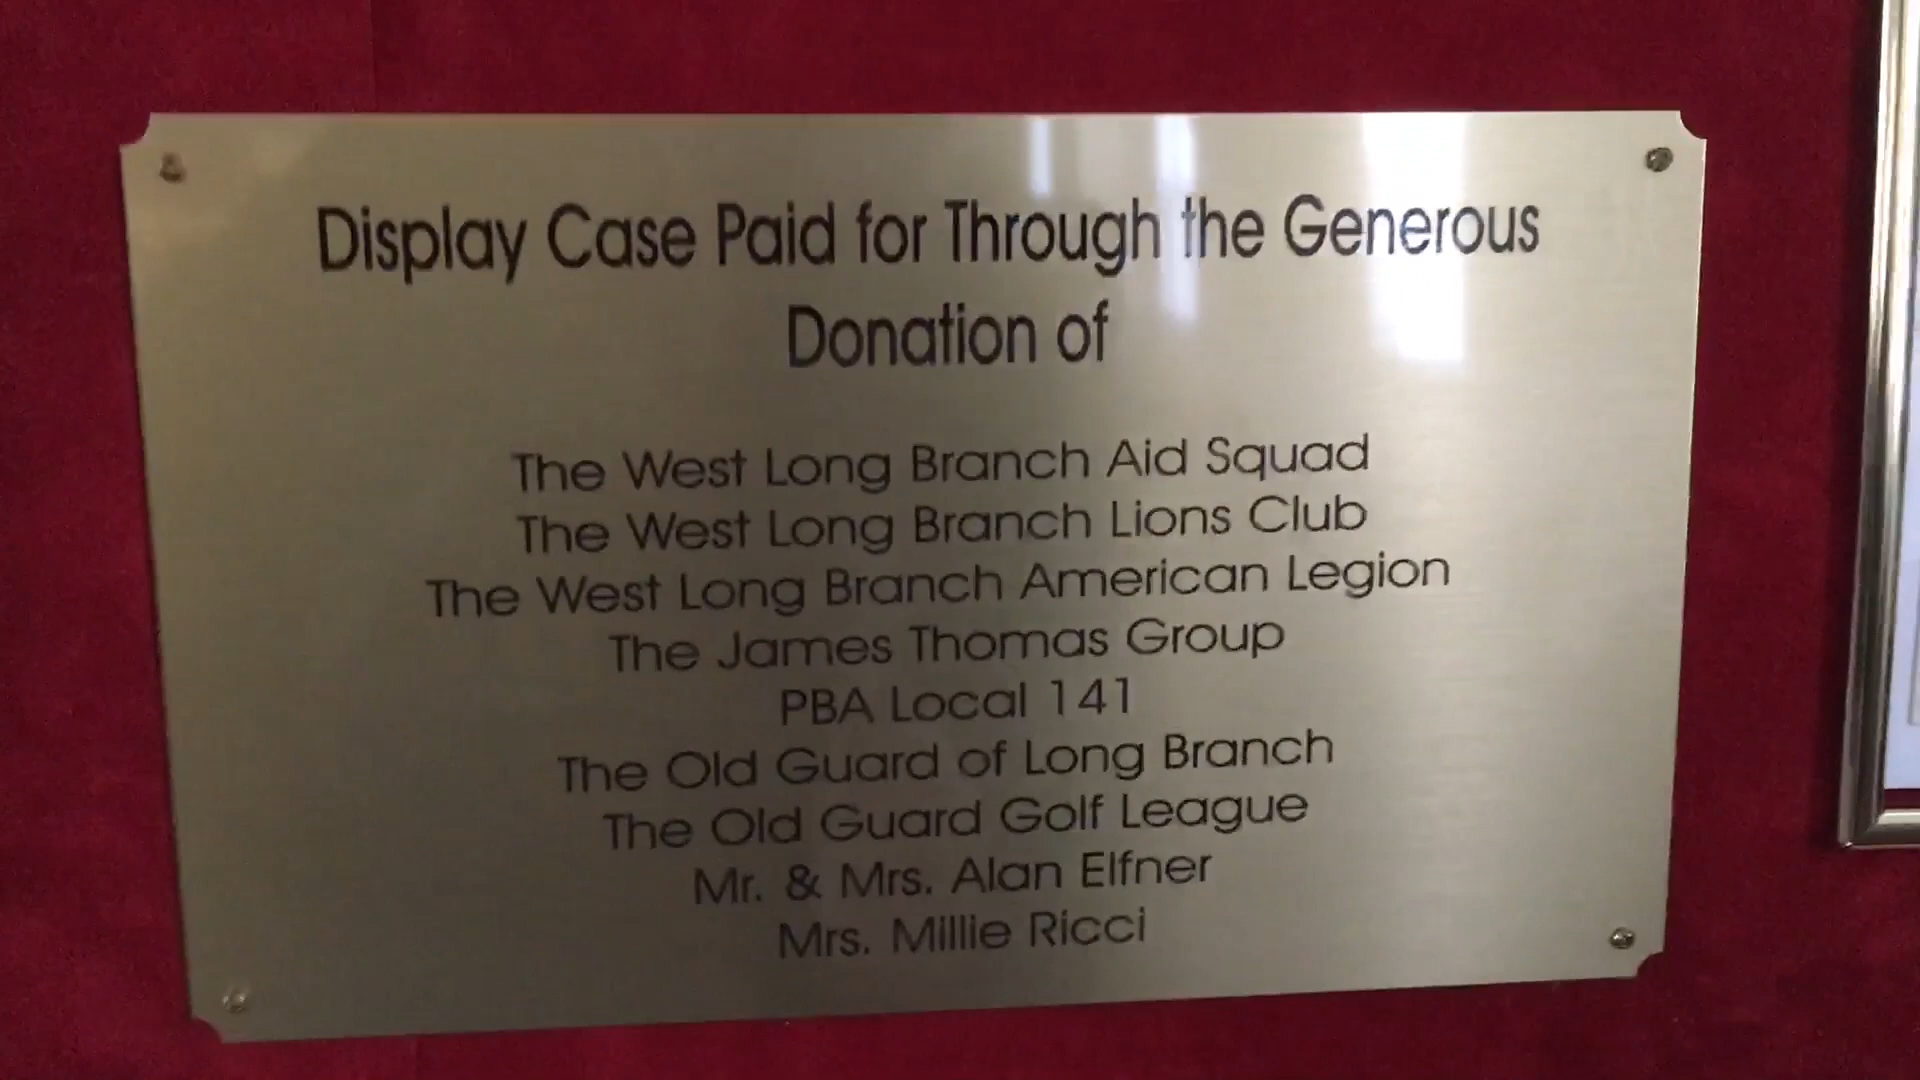 Display Case Paid for Through the Generous
Donation of
The West Long Branch Aid Squad
The West Long Branch Lions Club
The West Long Branch American Legion
The James Thomas Group
PBA Local 141
The Old Guard of Long Branch
The Old Guard Golf League
Mr. & Mrs. Alan Elfner
Mrs. Millie Ricci